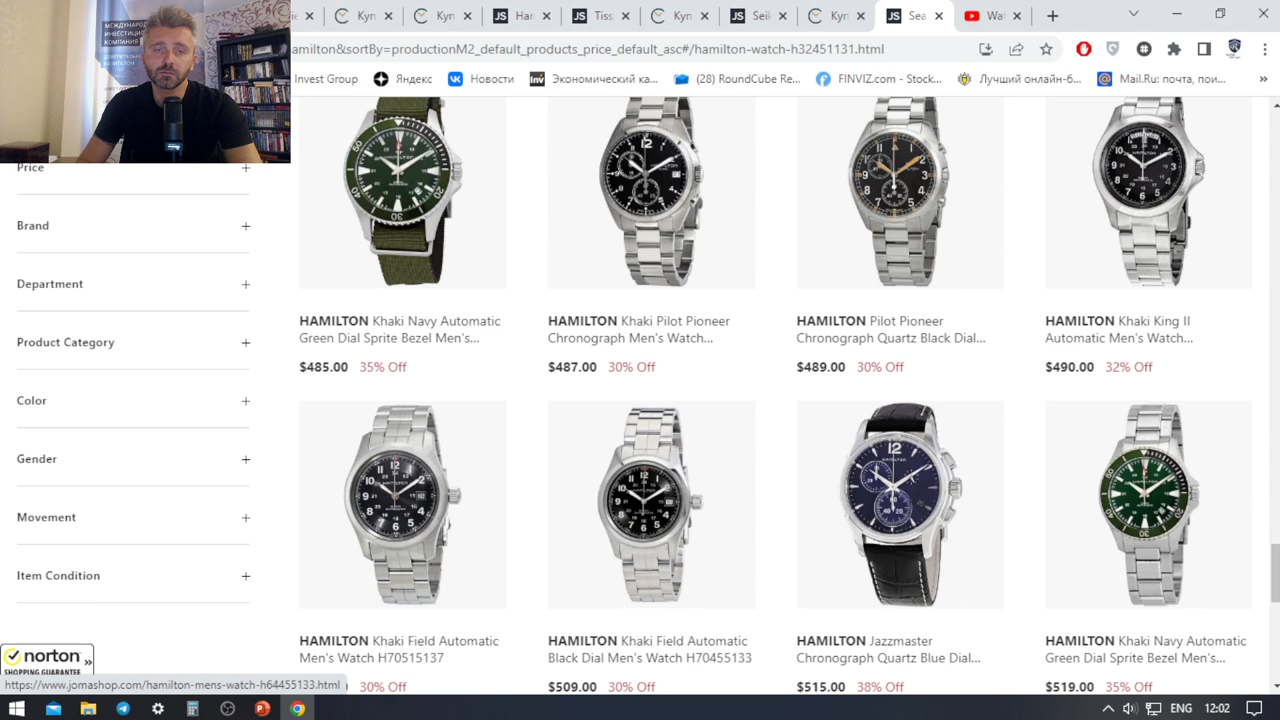 Куп
Куп
Har
Tiss
Куп
Seil
Sea
Wat
amilton&sortBy=productionM2_default_products_price_default_asc#/hamilton-watch-h32451131.html
Invest Group
Яндекс
Новости
Экономический ка...
(28) RoundCube Re...
FINVIZ.com - Stock...
Лучший онлайн-б...
Mail.Ru: почта, пои...
»
МЕЖДУНАРОД
ИНВЕСТИЦИО
КОМПАНИЯ
Price +
Brand +
Department +
Product Category +
Color +
Gender +
Movement +
Item Condition +
HAMILTON Khaki Navy Automatic
Green Dial Sprite Bezel Men's...
$485.00 35% Off
HAMILTON Khaki Pilot Pioneer
Chronograph Men's Watch...
$487.00 30% Off
HAMILTON Pilot Pioneer
Chronograph Quartz Black Dial...
$489.00 30% Off
HAMILTON Khaki King II
Automatic Men's Watch...
$490.00 32% Off
HAMILTON Khaki Field Automatic
Men's Watch H70515137
30% Off
HAMILTON Khaki Field Automatic
Black Dial Men's Watch H70455133
$509.00 30% Off
HAMILTON Jazzmaster
Chronograph Quartz Blue Dial...
$515.00 38% Off
HAMILTON Khaki Navy Automatic
Green Dial Sprite Bezel Men's...
$519.00 35% Off
norton »
SHOPPING GUARANTEE
https://www.jomashop.com/hamilton-mens-watch-h64455133.html
ENG 12:02